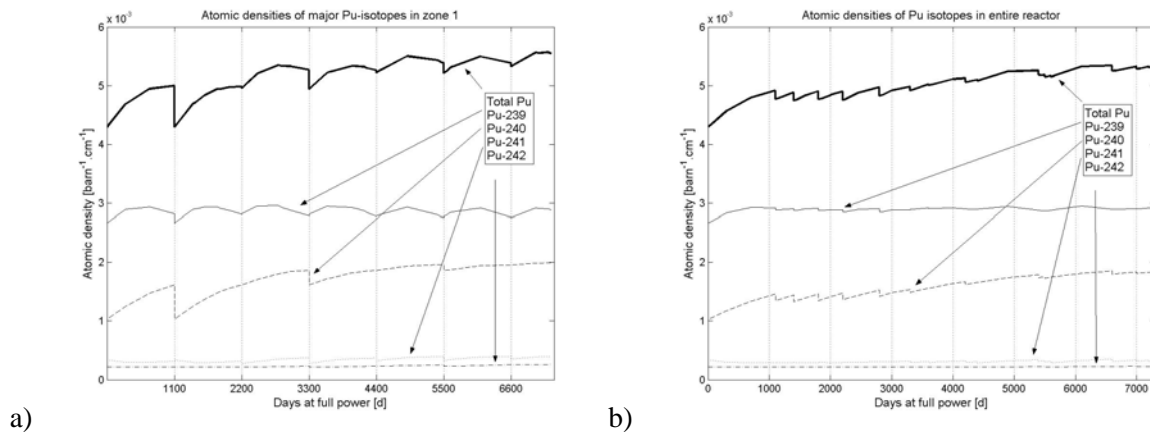 Atomic densities of major Pu-isotopes in zone 1
x 10⁻³
Atomic density [barn⁻¹.cm⁻¹]
6
5
4
3
2
1
0
Total Pu
Pu-239
Pu-240
Pu-241
Pu-242
1100 2200 3300 4400 5500 6600
Days at full power [d]
a)
Atomic densities of Pu isotopes in entire reactor
x 10⁻³
Atomic density [barn⁻¹.cm⁻¹]
6
5
4
3
2
1
0
Total Pu
Pu-239
Pu-240
Pu-241
Pu-242
0 1000 2000 3000 4000 5000 6000 7000
Days at full power [d]
b)